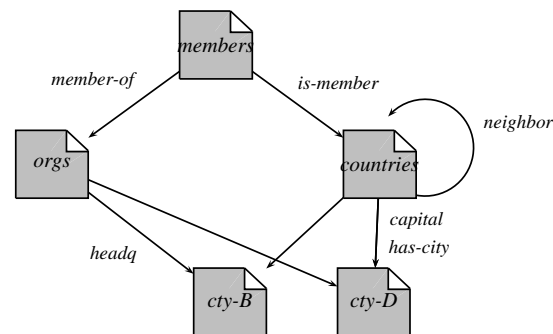 members
member-of
is-member
neighbor
orgs
countries
capital
has-city
headq
cty-B
cty-D